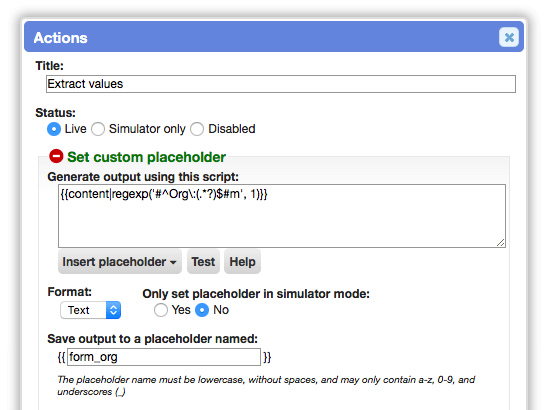 Actions
Title:
Extract values
Status:
Live Simulator only Disabled
Set custom placeholder
Generate output using this script:
{{content|regexp('#^Org\:(.*?)$#m', 1)}}
Insert placeholder Test Help
Format: Only set placeholder in simulator mode:
Text Yes No
Save output to a placeholder named:
{{ form_org }}
The placeholder name must be lowercase, without spaces, and may only contain a-z, 0-9, and
underscores (_)